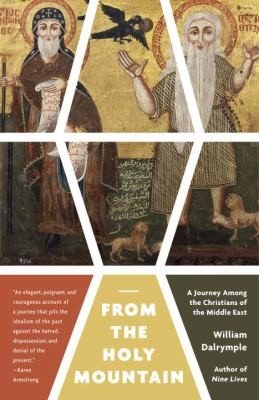 "An elegant, poignant, and
courageous account of
a journey that pits the
idealism of the past
against the hatred,
dispossession, and
denial of the present."
—Karen
Armstrong
FROM
THE
HOLY
MOUNTAIN
A Journey Among
the Christians of
the Middle East
William
Dalrymple
Author of
Nine Lives